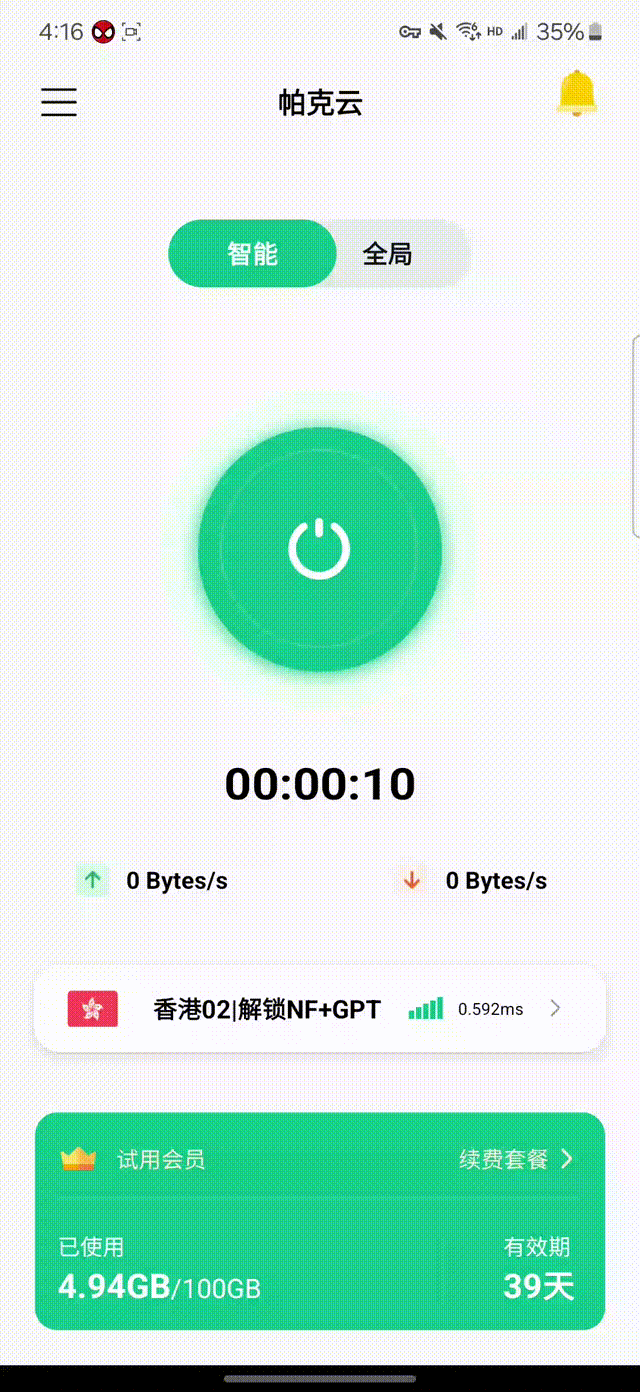 4:16 HD 35%
帕克云
智能 全局
00:00:10
0 Bytes/s 0 Bytes/s
香港02|解锁NF+GPT 0.592ms
试用会员 续费套餐
已使用 有效期
4.94GB/100GB 39天